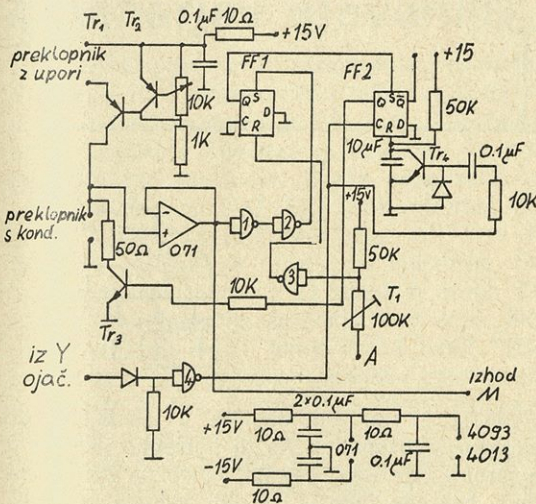 Tr1 Tr2 0.1µF 10Ω +15V
preklopnik
z upori
FF1 FF2 +15
Q S D C R
Q S Q̅ C R D
10K
1K
50K
10µF Tr4 0.1µF
10K
preklopnik
s kond.
50Ω
-
+
071
1 2
3
+15V
50K
10K
T1
100K
A
Tr3
iz Y
ojač.
4
10K
izhod
2x0.1µF
+15V
10Ω
071
10Ω
0.1µF
4093
4013
-15V
10Ω